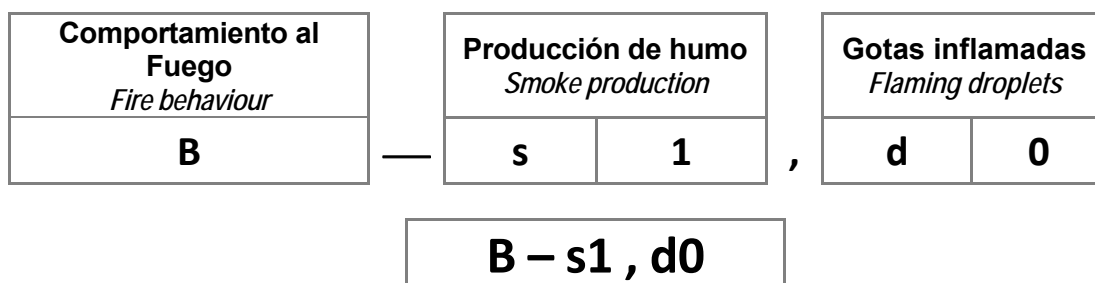 Comportamiento al
Fuego
Fire behaviour
B
—
Producción de humo
Smoke production
s 1
,
Gotas inflamadas
Flaming droplets
d 0
B – s1 , d0